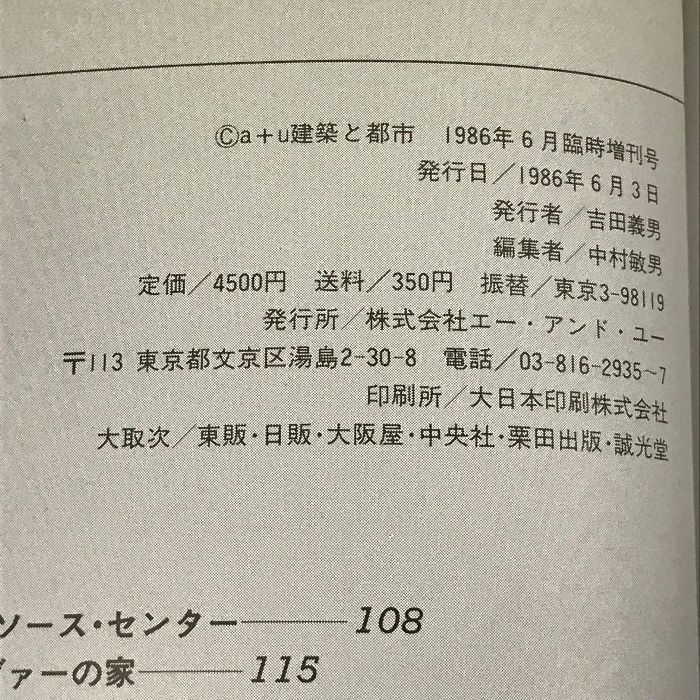 ©a+u建築と都市　1986年6月臨時増刊号
発行日／1986年6月3日
発行者／吉田義男
編集者／中村敏男
定価／4500円　送料／350円　振替／東京3-98119
発行所／株式会社エー・アンド・ユー
〒113 東京都文京区湯島2-30-8　電話／03-816-2935~7
印刷所／大日本印刷株式会社
大取次／東販・日販・大阪屋・中央社・栗田出版・誠光堂
ソース・センター——108
ヴァーの家——115